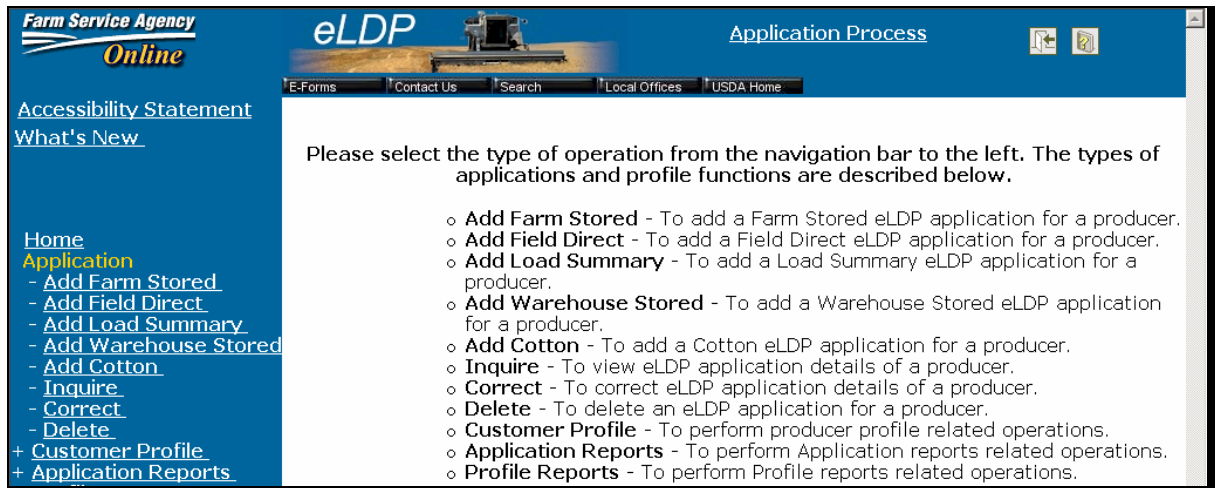 Farm Service Agency
Online
eLDP
Application Process
E-Forms
Contact Us
Search
Local Offices
USDA Home
Accessibility Statement
What's New
Home
Application
- Add Farm Stored
- Add Field Direct
- Add Load Summary
- Add Warehouse Stored
- Add Cotton
- Inquire
- Correct
- Delete
+ Customer Profile
+ Application Reports
Please select the type of operation from the navigation bar to the left. The types of
applications and profile functions are described below.
o Add Farm Stored - To add a Farm Stored eLDP application for a producer.
o Add Field Direct - To add a Field Direct eLDP application for a producer.
o Add Load Summary - To add a Load Summary eLDP application for a
producer.
o Add Warehouse Stored - To add a Warehouse Stored eLDP application
for a producer.
o Add Cotton - To add a Cotton eLDP application for a producer.
o Inquire - To view eLDP application details of a producer.
o Correct - To correct eLDP application details of a producer.
o Delete - To delete an eLDP application for a producer.
o Customer Profile - To perform producer profile related operations.
o Application Reports - To perform Application reports related operations.
o Profile Reports - To perform Profile reports related operations.